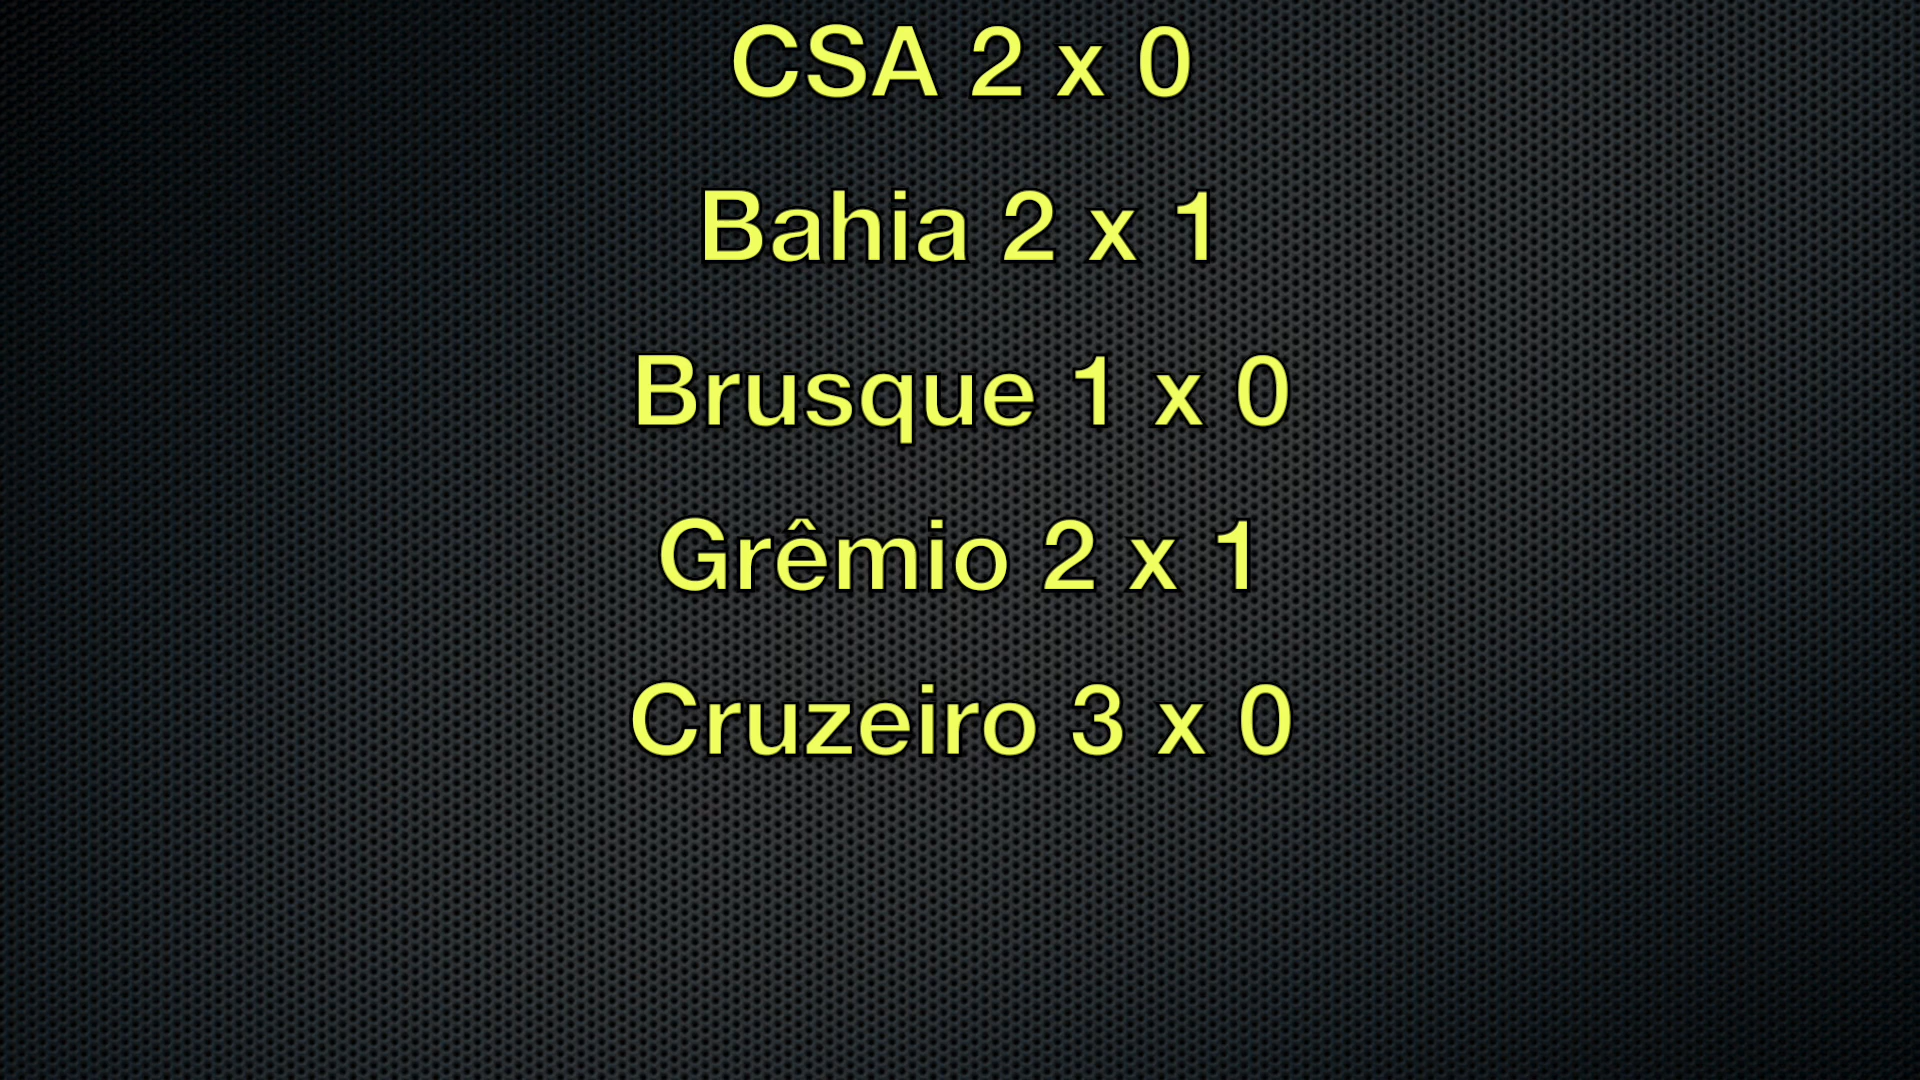 CSA 2 x 0
Bahia 2 x 1
Brusque 1 x 0
Grêmio 2 x 1
Cruzeiro 3 x 0